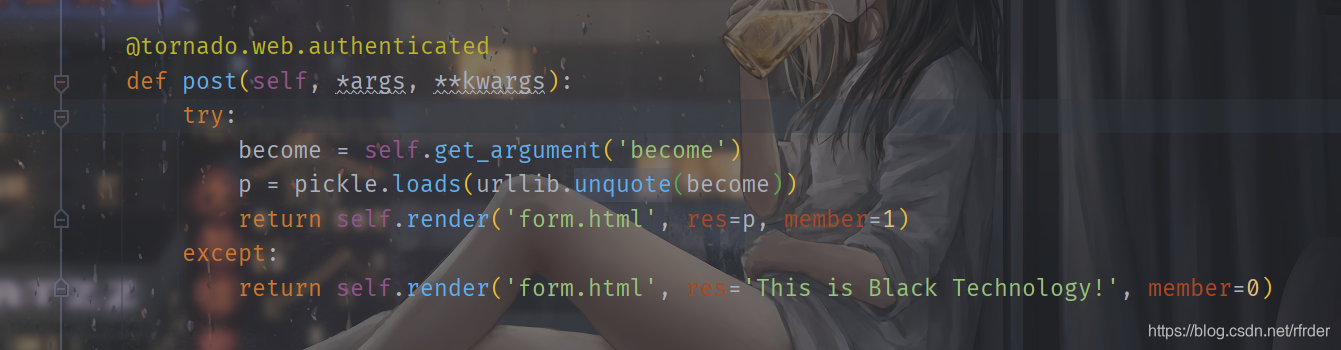 @tornado.web.authenticated
def post(self, *args, **kwargs):
    try:
        become = self.get_argument('become')
        p = pickle.loads(urllib.unquote(become))
        return self.render('form.html', res=p, member=1)
    except:
        return self.render('form.html', res='This is Black Technology!', member=0)
https://blog.csdn.net/rfrder